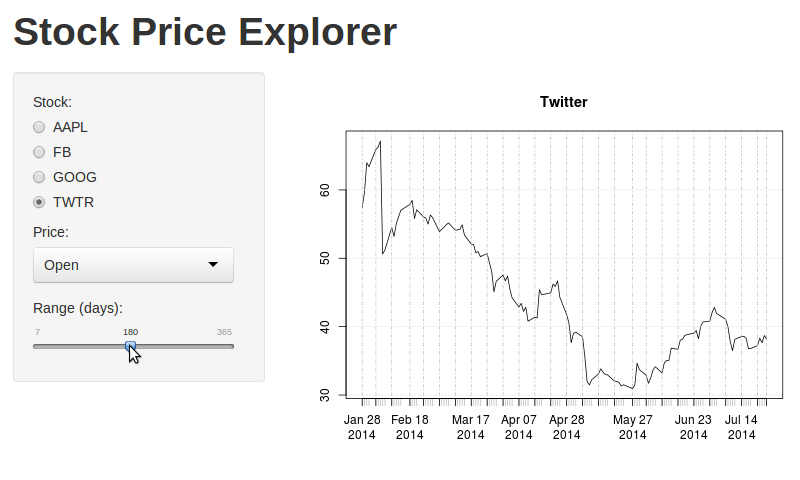 Stock Price Explorer
Stock:
AAPL
FB
GOOG
TWTR
Price:
Open
Range (days):
7 180 365
Twitter
60
50
40
30
Jan 28 Feb 18 Mar 17 Apr 07 Apr 28 May 27 Jun 23 Jul 14
2014 2014 2014 2014 2014 2014 2014 2014